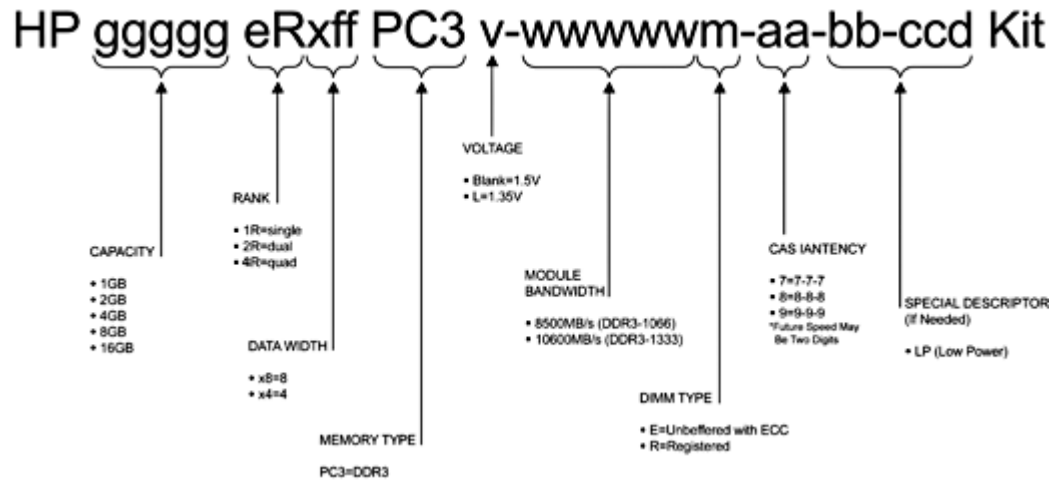 HP ggggg eRxff PC3 v-wwwwwm-aa-bb-ccd Kit
VOLTAGE
• Blank=1.5V
• L=1.35V
RANK
• 1R=single
• 2R=dual
• 4R=quad
CAPACITY
• 1GB
• 2GB
• 4GB
• 8GB
• 16GB
CAS IANTENCY
• 7=7-7-7
• 8=8-8-8
• 9=9-9-9
*Future Speed May
Be Two Digits
MODULE
BANDWIDTH
• 8500MB/s (DDR3-1066)
• 10600MB/s (DDR3-1333)
SPECIAL DESCRIPTOR
(If Needed)
• LP (Low Power)
DATA WIDTH
• x8=8
• x4=4
DIMM TYPE
• E=Unbeffered with ECC
• R=Registered
MEMORY TYPE
PC3=DDR3